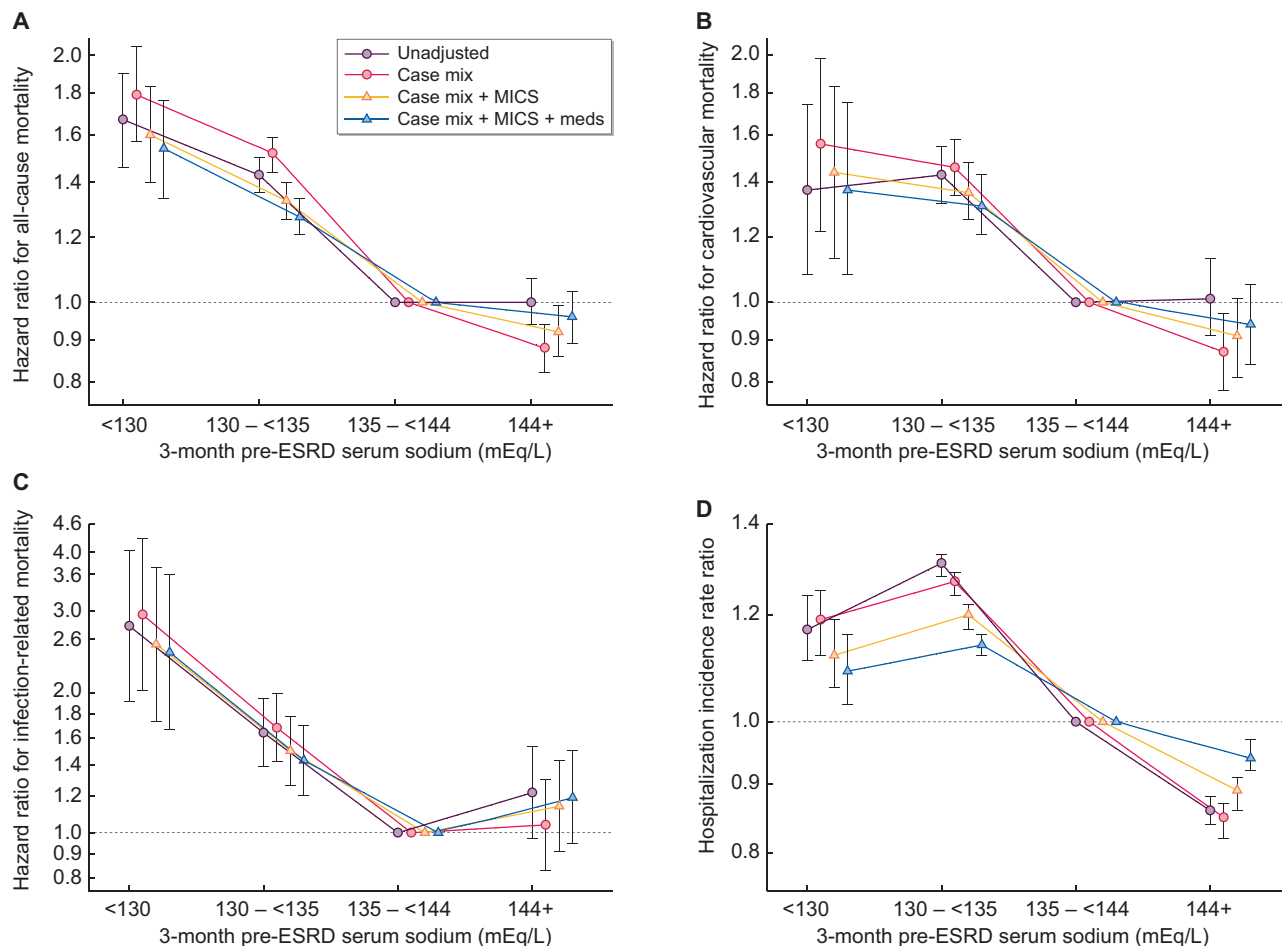 A
Hazard ratio for all-cause mortality
2.0
1.8
1.6
1.4
1.2
1.0
0.9
0.8
Unadjusted
Case mix
Case mix + MICS
Case mix + MICS + meds
<130
130 – <135
135 – <144
144+
3-month pre-ESRD serum sodium (mEq/L)
B
Hazard ratio for cardiovascular mortality
2.0
1.8
1.6
1.4
1.2
1.0
0.9
0.8
<130
130 – <135
135 – <144
144+
3-month pre-ESRD serum sodium (mEq/L)
C
Hazard ratio for infection-related mortality
4.6
4.0
3.6
3.0
2.6
2.0
1.8
1.6
1.4
1.2
1.0
0.9
0.8
<130
130 – <135
135 – <144
144+
3-month pre-ESRD serum sodium (mEq/L)
D
Hospitalization incidence rate ratio
1.4
1.2
1.0
0.9
0.8
<130
130 – <135
135 – <144
144+
3-month pre-ESRD serum sodium (mEq/L)